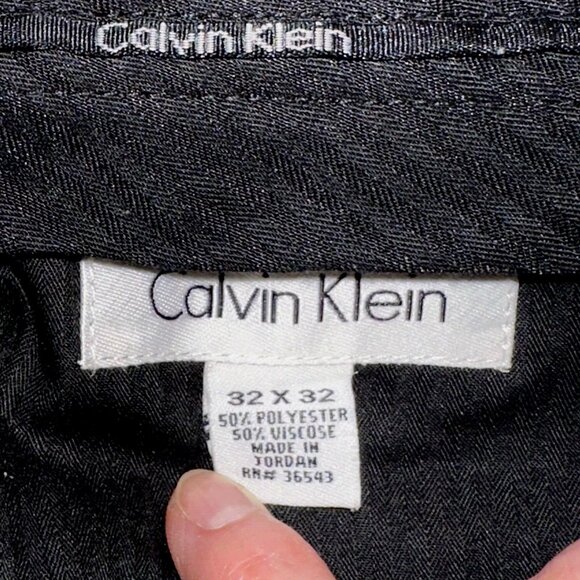 Calvin Klein
Calvin Klein
32 X 32
50% POLYESTER
50% VISCOSE
MADE IN
JORDAN
RN# 36543